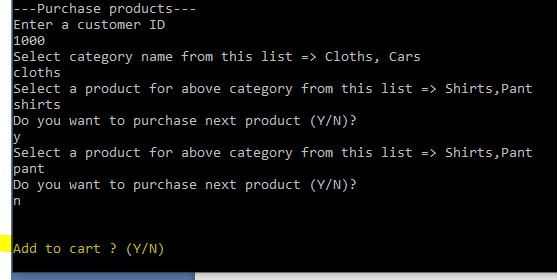 ---Purchase products---
Enter a customer ID
1000
Select category name from this list => Cloths, Cars
cloths
Select a product for above category from this list => Shirts,Pant
shirts
Do you want to purchase next product (Y/N)?
y
Select a product for above category from this list => Shirts,Pant
pant
Do you want to purchase next product (Y/N)?
n
Add to cart ? (Y/N)